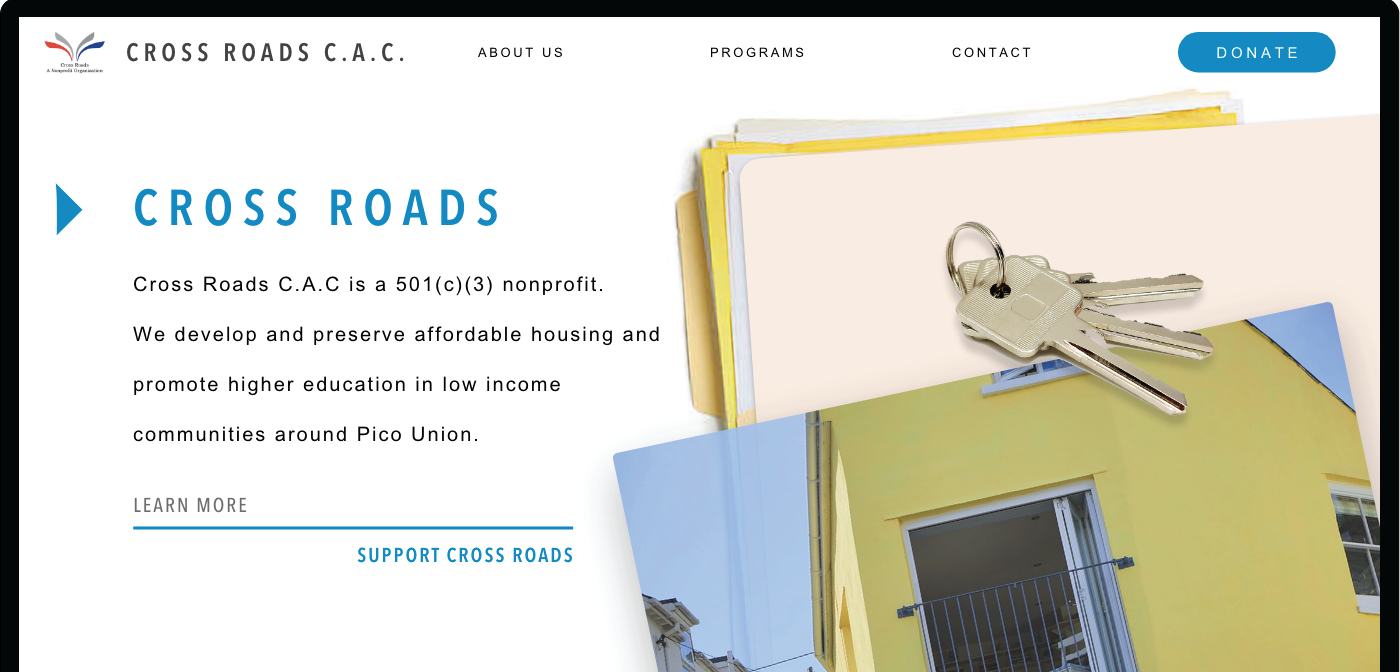 CROSS ROADS C.A.C.
ABOUT US
PROGRAMS
CONTACT
DONATE
Cross Roads
A Nonprofit Organization
CROSS ROADS
Cross Roads C.A.C is a 501(c)(3) nonprofit.
We develop and preserve affordable housing and
promote higher education in low income
communities around Pico Union.
LEARN MORE
SUPPORT CROSS ROADS